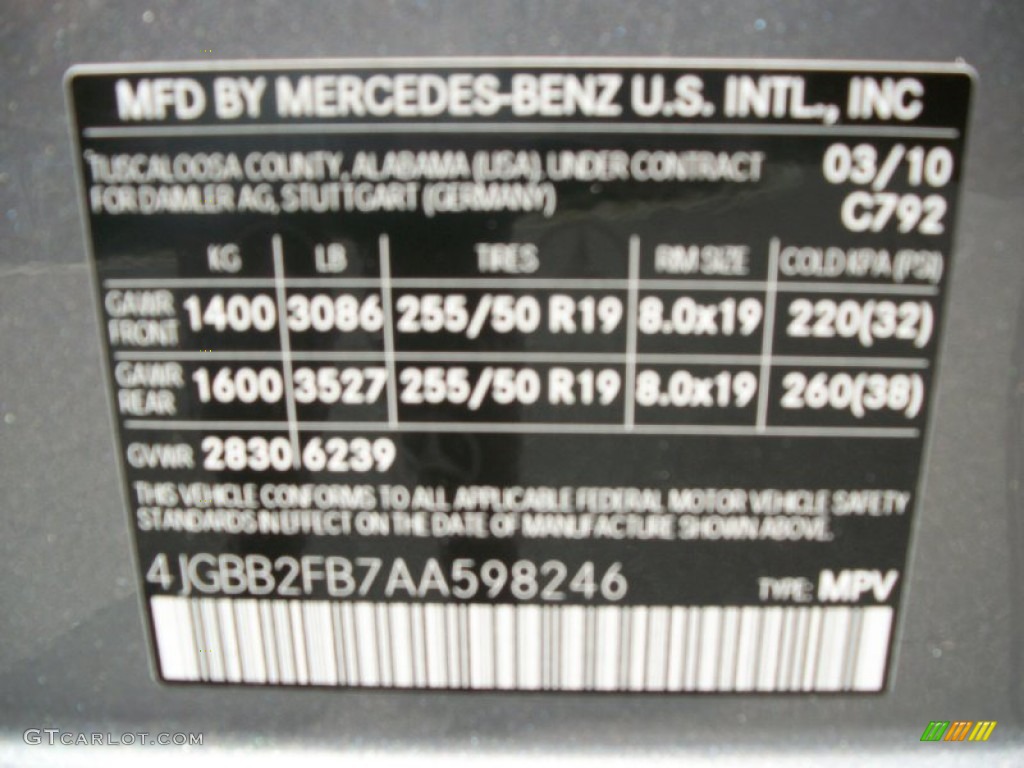 MFD BY MERCEDES-BENZ U.S. INTL., INC
TUSCALOOSA COUNTY, ALABAMA (USA), UNDER CONTRACT 03/10
FOR DAIMLER AG, STUTTGART (GERMANY) C792
KG LB TIRES RIM SIZE COLD KPA (PSI)
GAWR FRONT 1400 3086 255/50 R19 8.0x19 220(32)
GAWR REAR 1600 3527 255/50 R19 8.0x19 260(38)
GVWR 2830 6239
THIS VEHICLE CONFORMS TO ALL APPLICABLE FEDERAL MOTOR VEHICLE SAFETY
STANDARDS IN EFFECT ON THE DATE OF MANUFACTURE SHOWN ABOVE.
4JGBB2FB7AA598246 TYPE: MPV
GTCARLOT.COM